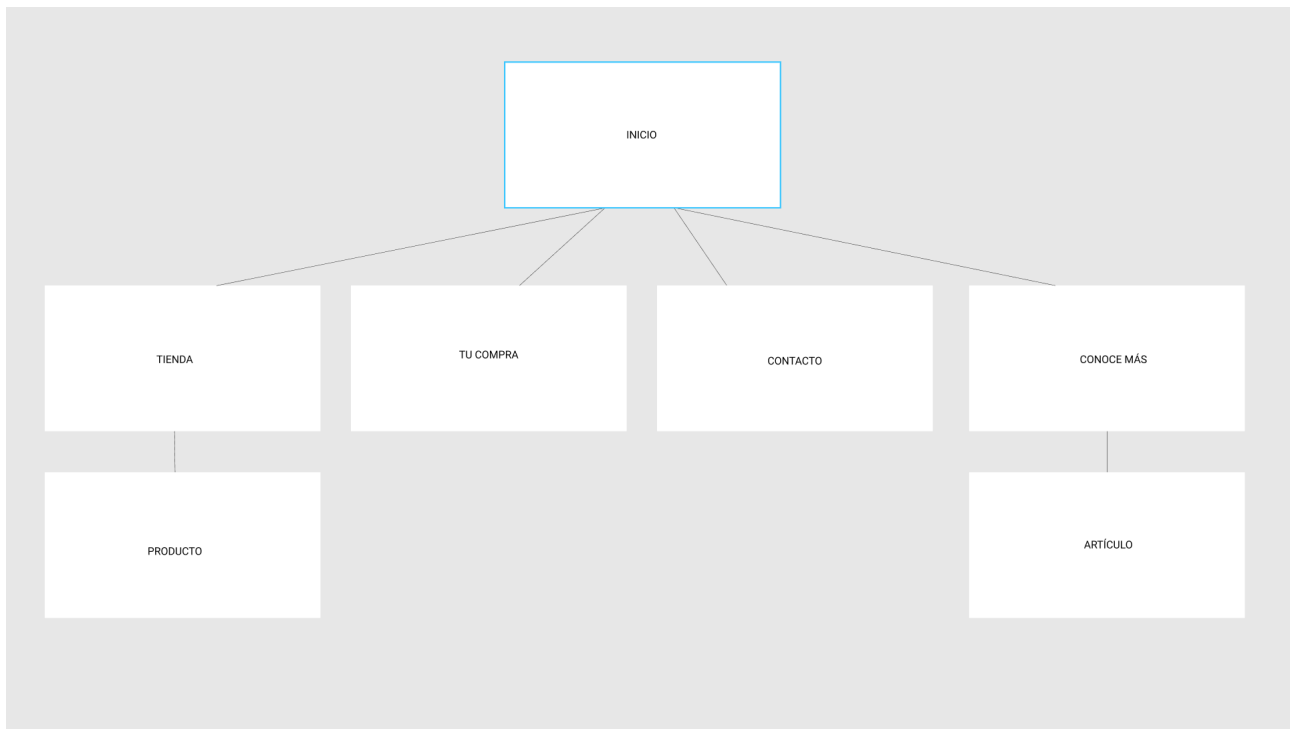 INICIO
TIENDA
TU COMPRA
CONTACTO
CONOCE MÁS
PRODUCTO
ARTÍCULO